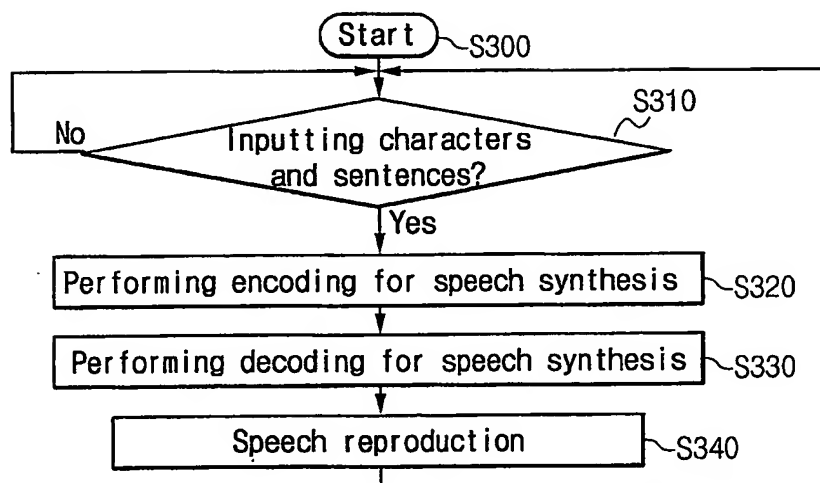 Start
S300
S310
No
Inputting characters
and sentences?
Yes
Performing encoding for speech synthesis
S320
Performing decoding for speech synthesis
S330
Speech reproduction
S340